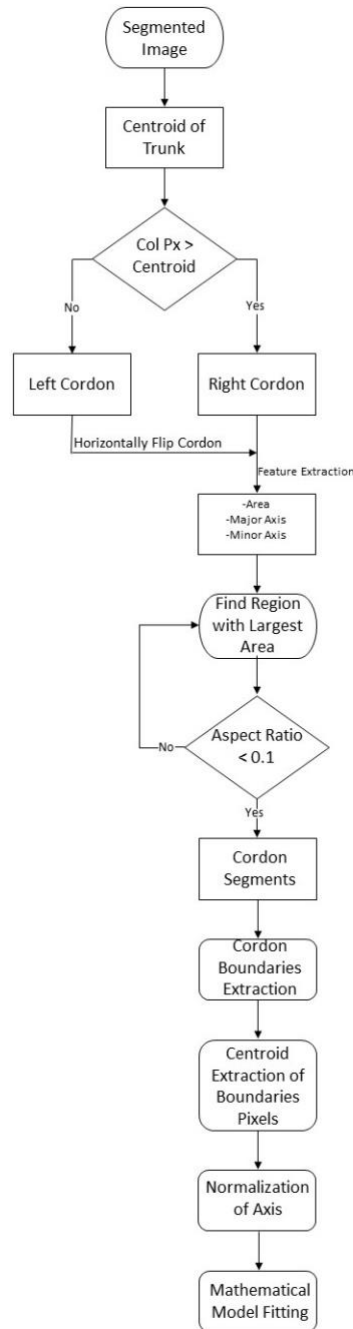 Segmented
Image
Centroid of
Trunk
Col Px >
Centroid
No
Yes
Left Cordon
Right Cordon
Horizontally Flip Cordon
Feature Extraction
-Area
-Major Axis
-Minor Axis
Find Region
with Largest
Area
Aspect Ratio
< 0.1
No
Yes
Cordon
Segments
Cordon
Boundaries
Extraction
Centroid
Extraction of
Boundaries
Pixels
Normalization
of Axis
Mathematical
Model Fitting